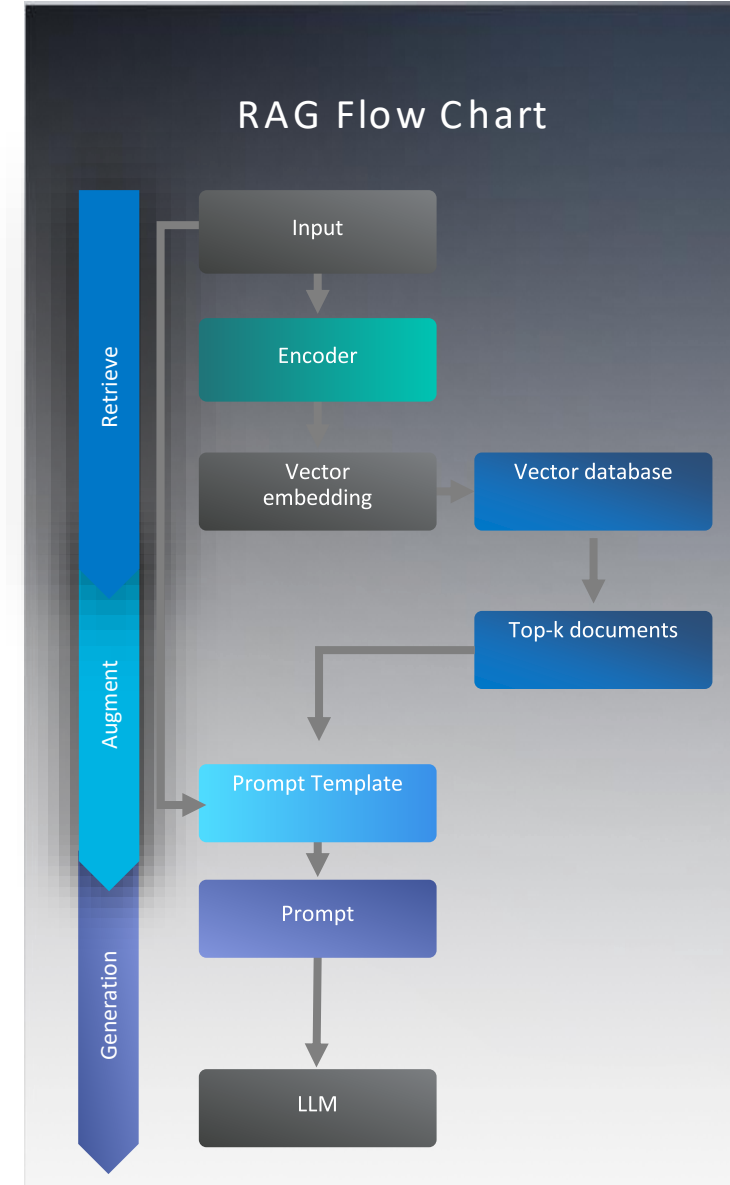 RAG Flow Chart
Input
Retrieve
Encoder
Vector
embedding
Vector database
Top-k documents
Augment
Prompt Template
Prompt
Generation
LLM